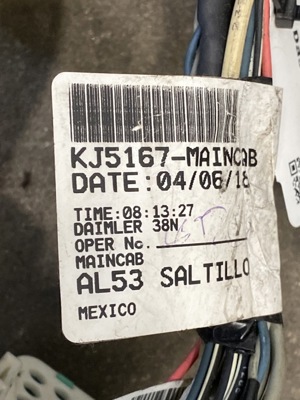 KJ5167-MAINCAB
DATE:04/06/18
TIME:08:13:27
DAIMLER 38N
OPER No.
MAINCAB
AL53 SALTILLO
MEXICO